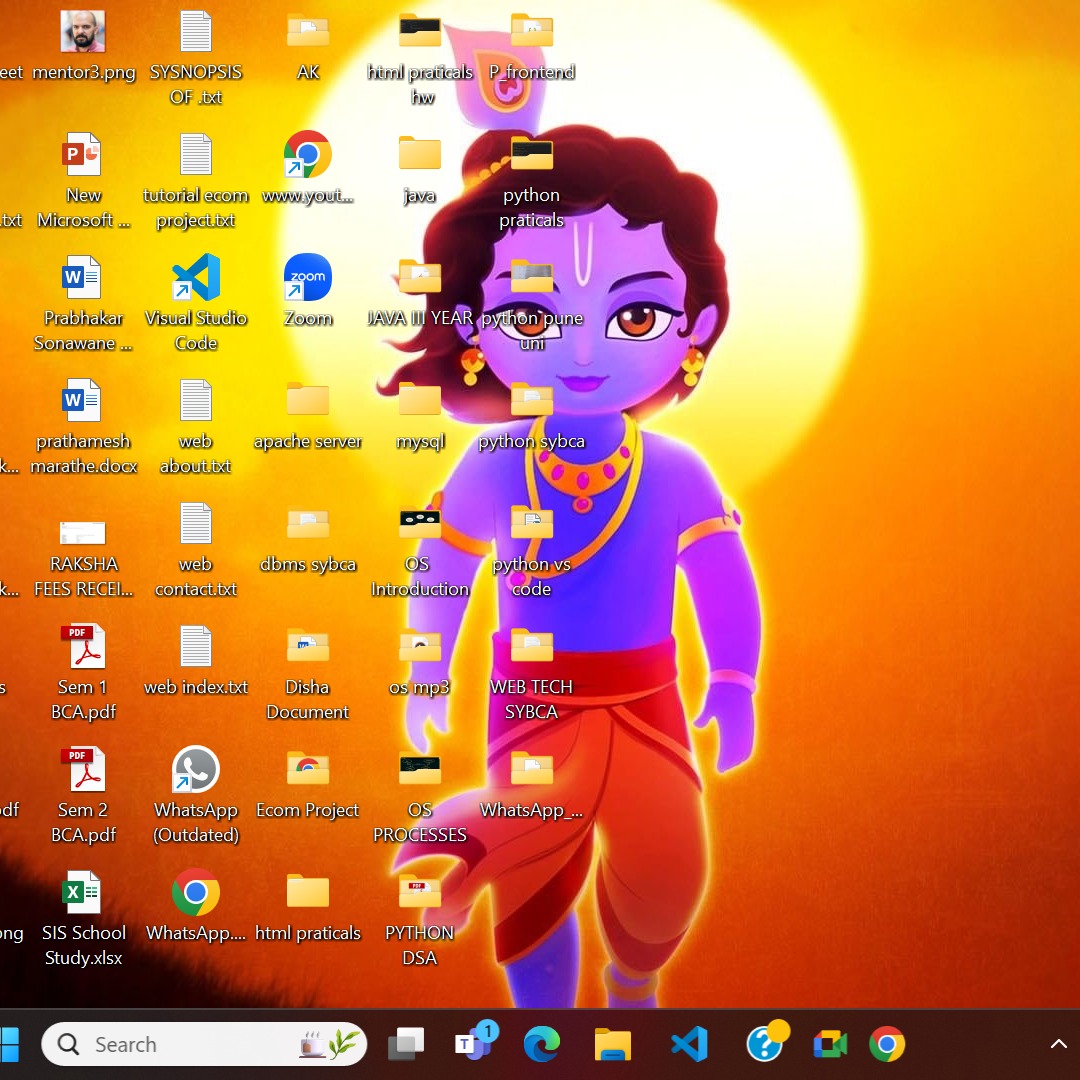 eet
mentor3.png
SYSNOPSIS
OF .txt
AK
html praticals
hw
P_frontend
.txt
P
New
Microsoft ...
tutorial ecom
project.txt
www.yout...
java
python
praticals
W
Prabhakar
Sonawane ...
Visual Studio
Code
zoom
Zoom
JAVA III YEAR
python pune
uni
k...
W
prathamesh
marathe.docx
web
about.txt
apache server
mysql
python sybca
k...
RAKSHA
FEES RECEI...
web
contact.txt
dbms sybca
OS
Introduction
python vs
code
s
PDF
Sem 1
BCA.pdf
web index.txt
W
Disha
Document
os mp3
WEB TECH
SYBCA
df
PDF
Sem 2
BCA.pdf
WhatsApp
(Outdated)
Ecom Project
OS
PROCESSES
WhatsApp_...
ong
X
SIS School
Study.xlsx
WhatsApp....
html praticals
PDF
PYTHON
DSA
Search
T
1
?